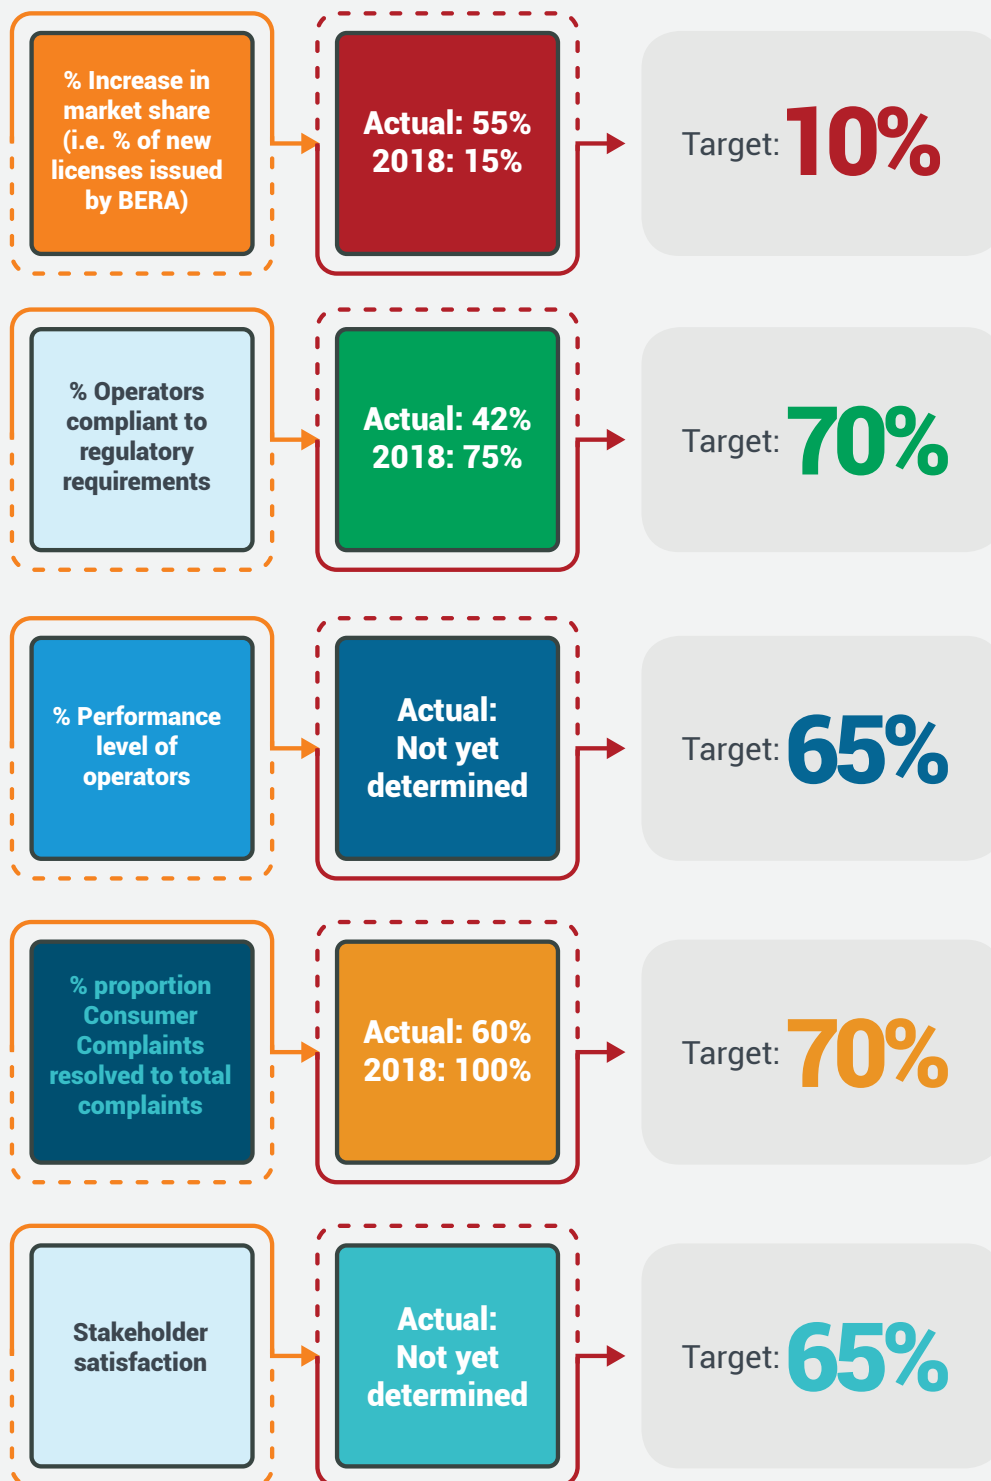 % Increase in
market share
(i.e. % of new
licenses issued
by BERA)
Actual: 55%
2018: 15%
Target: 10%
% Operators
compliant to
regulatory
requirements
Actual: 42%
2018: 75%
Target: 70%
% Performance
level of
operators
Actual:
Not yet
determined
Target: 65%
% proportion
Consumer
Complaints
resolved to total
complaints
Actual: 60%
2018: 100%
Target: 70%
Stakeholder
satisfaction
Actual:
Not yet
determined
Target: 65%